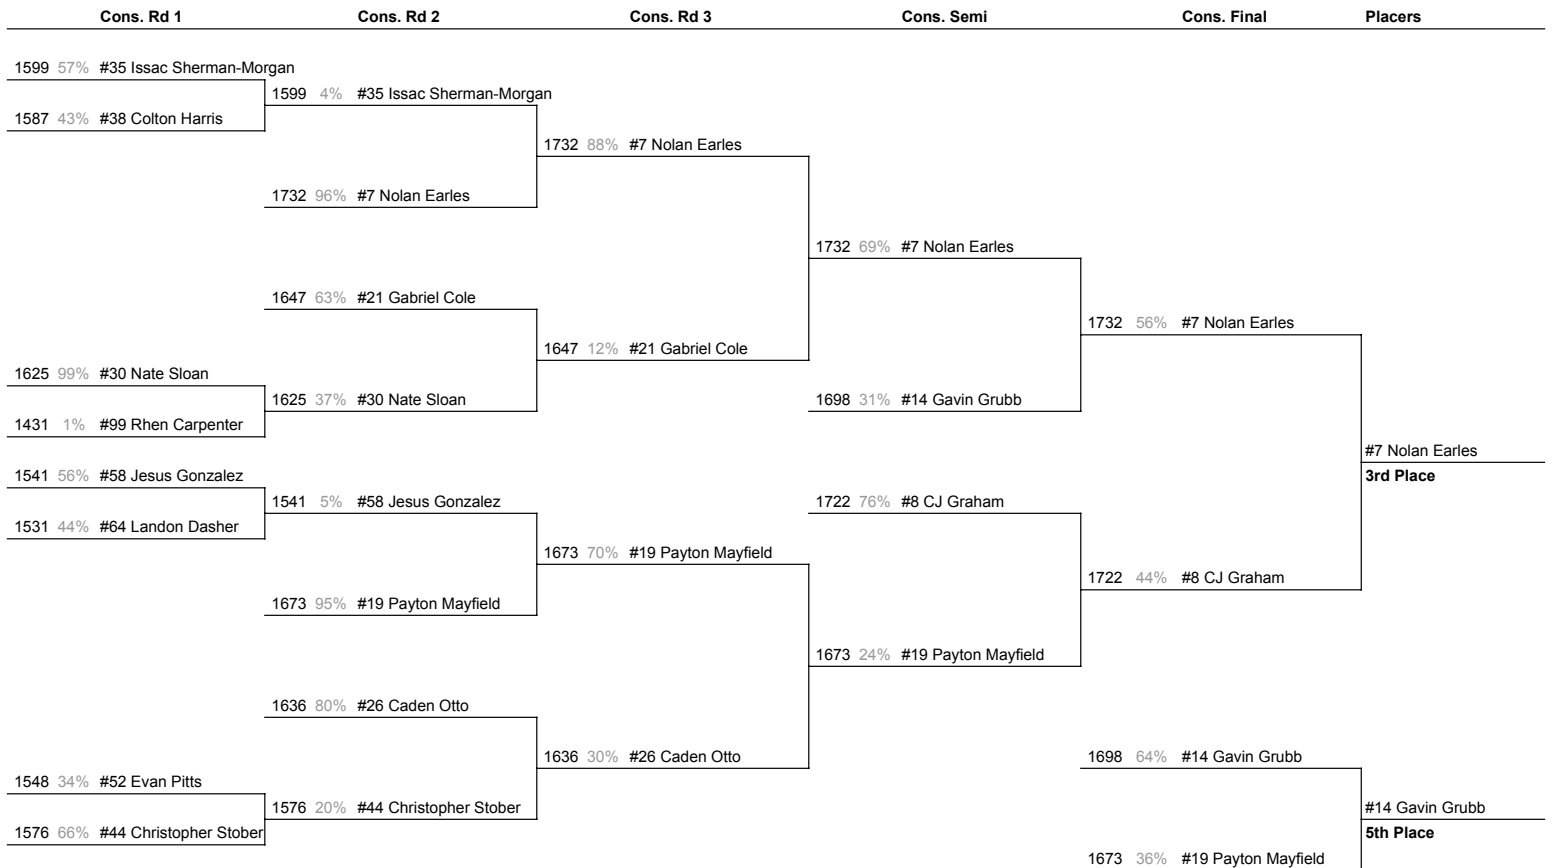 Cons. Rd 1 Cons. Rd 2 Cons. Rd 3 Cons. Semi Cons. Final Placers
1599 57% #35 Issac Sherman-Morgan
1599 4% #35 Issac Sherman-Morgan
1587 43% #38 Colton Harris
1732 88% #7 Nolan Earles
1732 96% #7 Nolan Earles
1732 69% #7 Nolan Earles
1647 63% #21 Gabriel Cole
1732 56% #7 Nolan Earles
1647 12% #21 Gabriel Cole
1625 99% #30 Nate Sloan
1625 37% #30 Nate Sloan
1698 31% #14 Gavin Grubb
1431 1% #99 Rhen Carpenter
#7 Nolan Earles
3rd Place
1541 56% #58 Jesus Gonzalez
1541 5% #58 Jesus Gonzalez
1722 76% #8 CJ Graham
1531 44% #64 Landon Dasher
1673 70% #19 Payton Mayfield
1722 44% #8 CJ Graham
1673 95% #19 Payton Mayfield
1673 24% #19 Payton Mayfield
1636 80% #26 Caden Otto
1636 30% #26 Caden Otto
1698 64% #14 Gavin Grubb
1548 34% #52 Evan Pitts
1576 20% #44 Christopher Stober
#14 Gavin Grubb
1576 66% #44 Christopher Stober
5th Place
1673 36% #19 Payton Mayfield